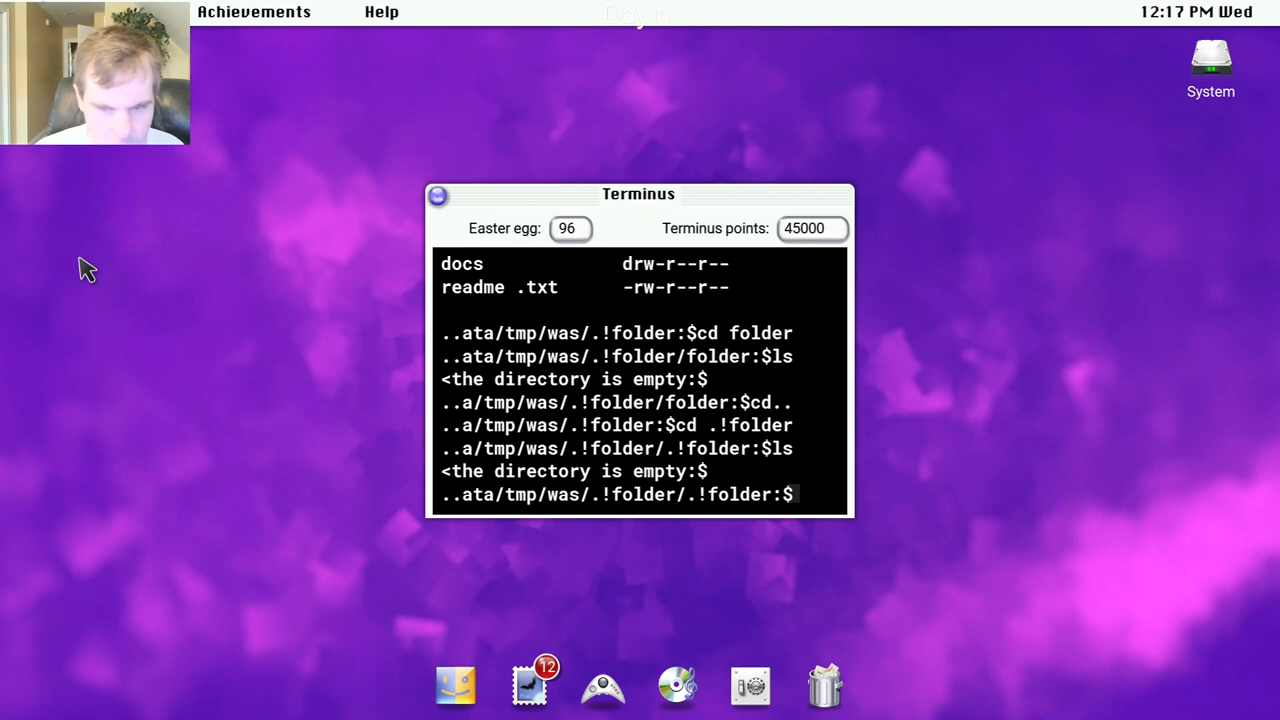 Achievements Help Day 6 12:17 PM Wed
System
Terminus
Easter egg: 96 Terminus points: 45000
docs drw-r--r--
readme .txt -rw-r--r--
..ata/tmp/was/.!folder:$cd folder
..ata/tmp/was/.!folder/folder:$ls
<the directory is empty:$
..a/tmp/was/.!folder/folder:$cd..
..a/tmp/was/.!folder:$cd .!folder
..a/tmp/was/.!folder/.!folder:$ls
<the directory is empty:$
..ata/tmp/was/.!folder/.!folder:$
12